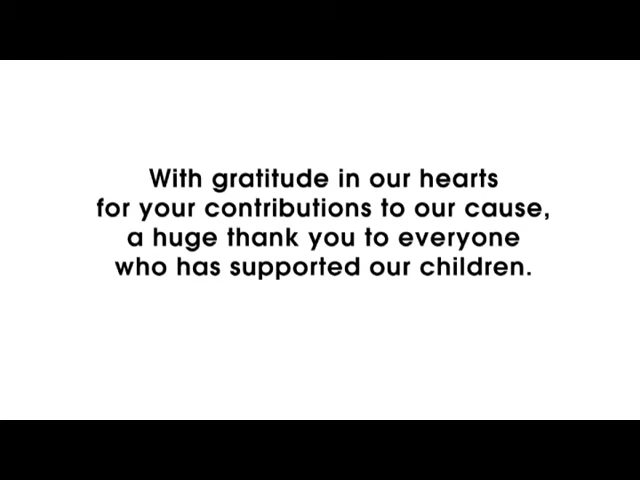 With gratitude in our hearts
for your contributions to our cause,
a huge thank you to everyone
who has supported our children.